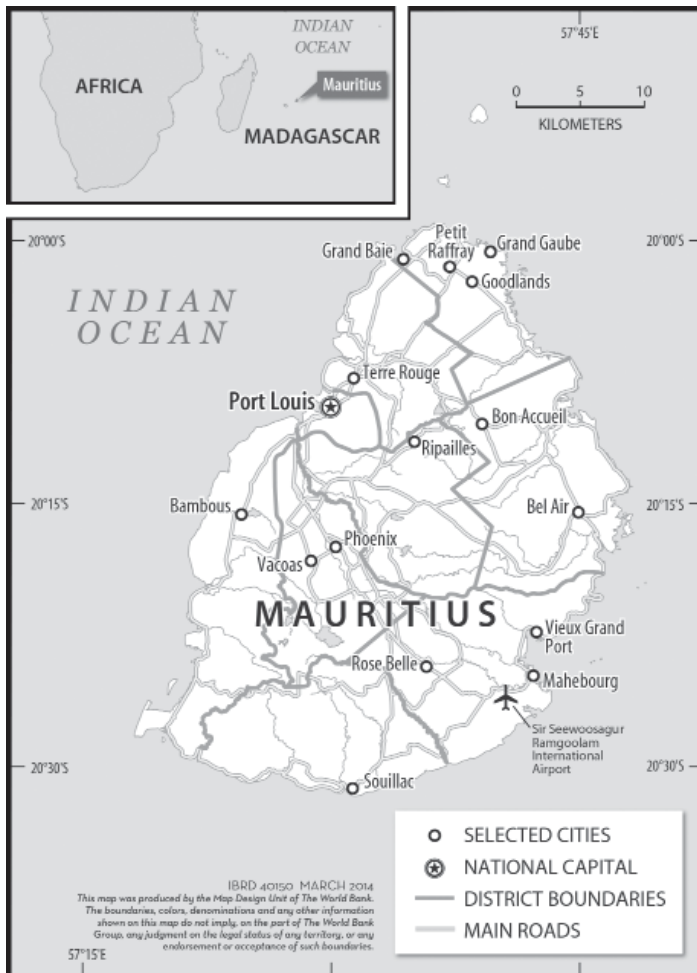 INDIAN
OCEAN
AFRICA
Mauritius
MADAGASCAR
57°45'E
0 5 10
KILOMETERS
20°00'S
20°00'S
Petit
Raffray
Grand Gaube
Grand Baie
Goodlands
INDIAN
OCEAN
Terre Rouge
Port Louis
Bon Accueil
Ripailles
20°15'S
20°15'S
Bambous
Bel Air
Phoenix
Vacoas
MAURITIUS
Vieux Grand
Port
Rose Belle
Mahebourg
Sir Seewoosagur
Ramgoolam
International
Airport
20°30'S
20°30'S
Souillac
SELECTED CITIES
NATIONAL CAPITAL
DISTRICT BOUNDARIES
MAIN ROADS
IBRD 40150 MARCH 2014
This map was produced by the Map Design Unit of The World Bank.
The boundaries, colors, denominations and any other information
shown on this map do not imply, on the part of The World Bank
Group, any judgment on the legal status of any territory, or any
endorsement or acceptance of such boundaries.
57°15'E